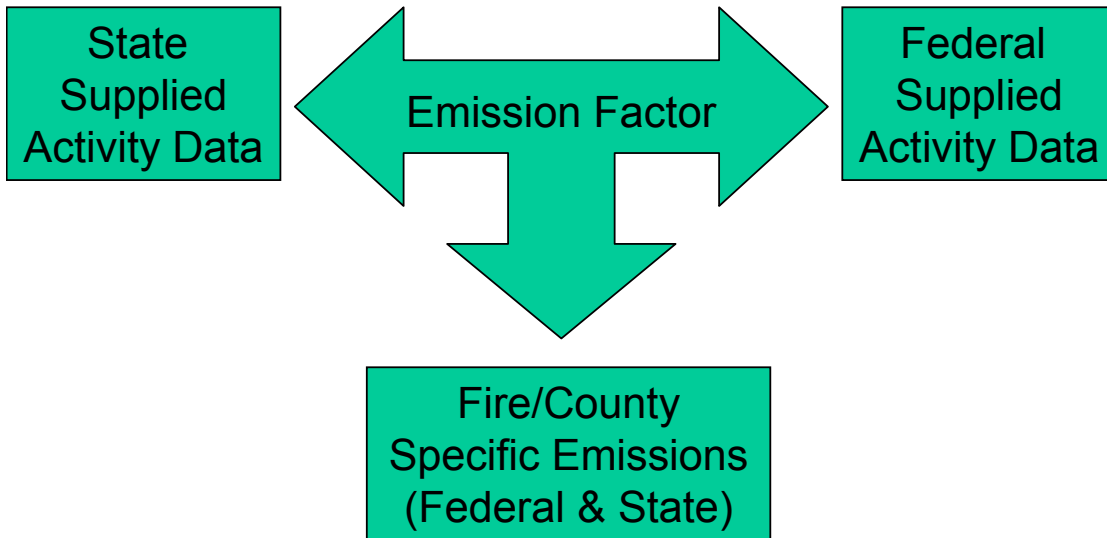 State
Supplied
Activity Data
Emission Factor
Federal
Supplied
Activity Data
Fire/County
Specific Emissions
(Federal & State)